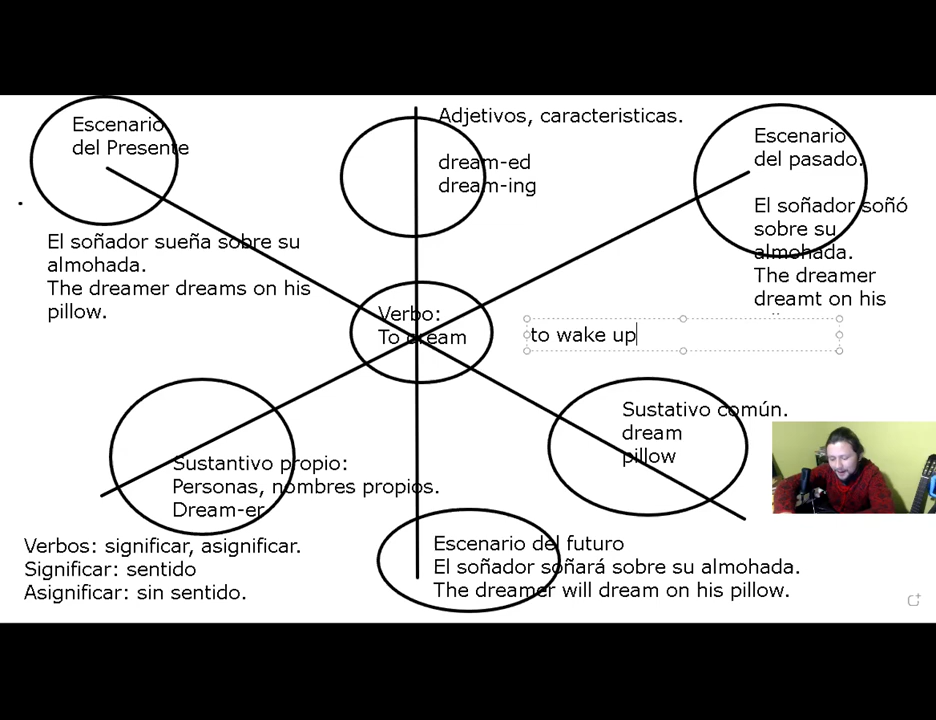 Escenario
del Presente
El soñador sueña sobre su
almohada.
The dreamer dreams on his
pillow.
Adjetivos, caracteristicas.
dream-ed
dream-ing
Escenario
del pasado.
El soñador soñó
sobre su
almohada.
The dreamer
dreamt on his
Verbo:
To dream
to wake up
Sustantivo propio:
Personas, nombres propios.
Dream-er
Sustativo común.
dream
pillow
Verbos: significar, asignificar.
Significar: sentido
Asignificar: sin sentido.
Escenario del futuro
El soñador soñará sobre su almohada.
The dreamer will dream on his pillow.